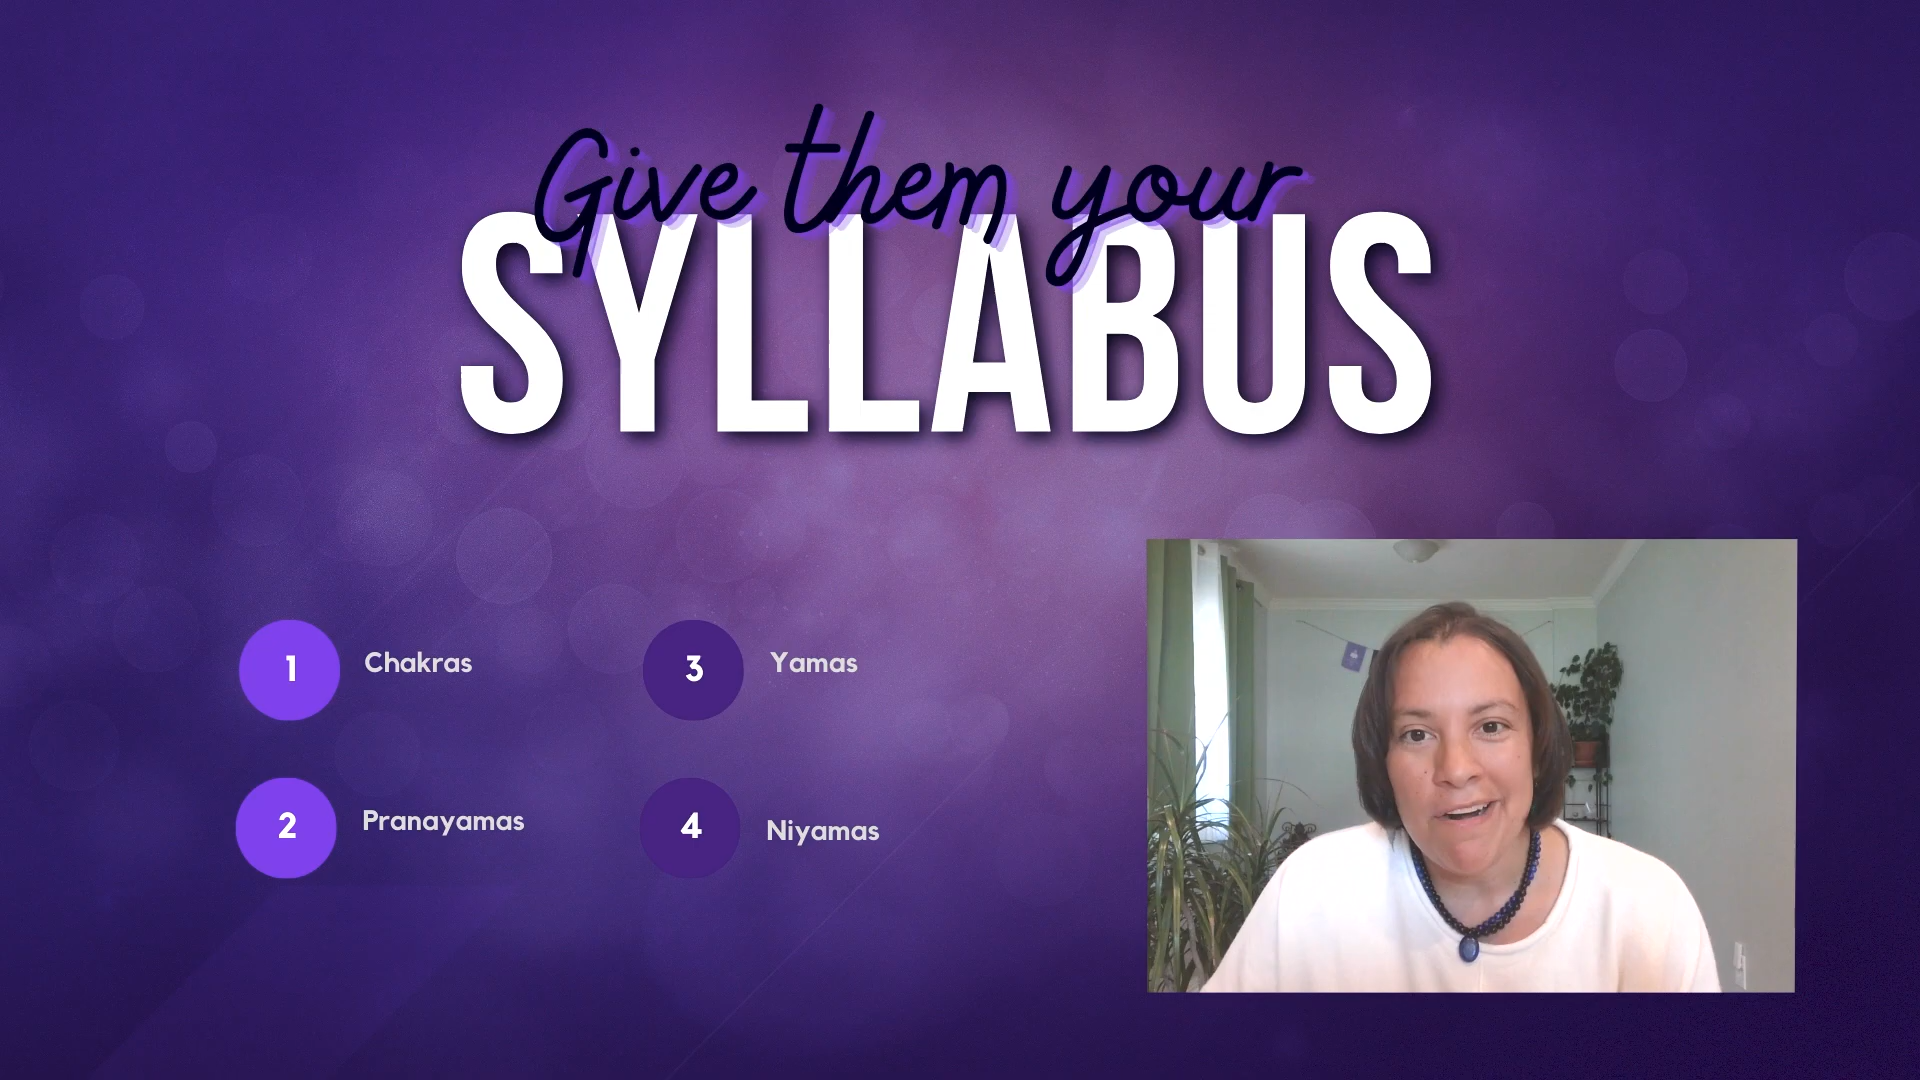 Give them your
SYLLABUS
1 Chakras
2 Pranayamas
3 Yamas
4 Niyamas